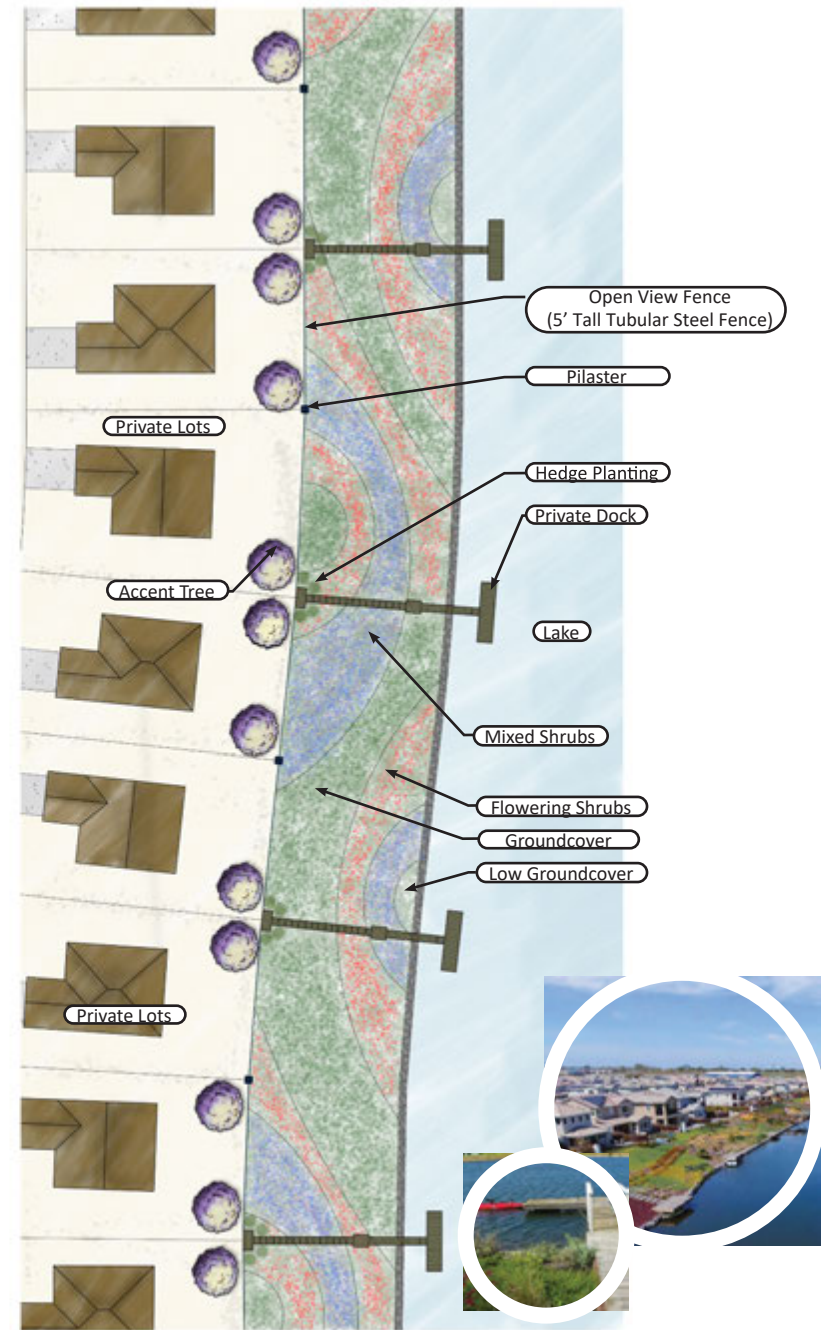 Open View Fence
(5' Tall Tubular Steel Fence)
Pilaster
Private Lots
Hedge Planting
Private Dock
Accent Tree
Lake
Mixed Shrubs
Flowering Shrubs
Groundcover
Low Groundcover
Private Lots